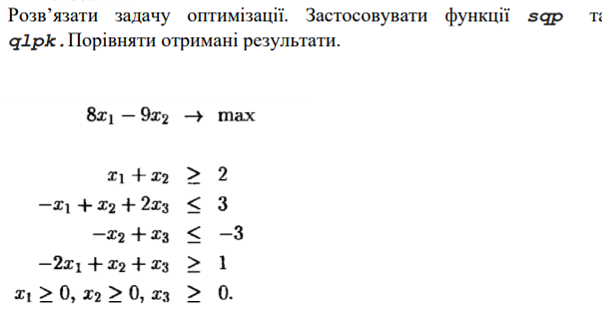 Розв’язати задачу оптимізації. Застосовувати функції sqp та
qlpk. Порівняти отримані результати.
8x₁ − 9x₂ → max
x₁ + x₂ ≥ 2
−x₁ + x₂ + 2x₃ ≤ 3
−x₂ + x₃ ≤ −3
−2x₁ + x₂ + x₃ ≥ 1
x₁ ≥ 0, x₂ ≥ 0, x₃ ≥ 0.